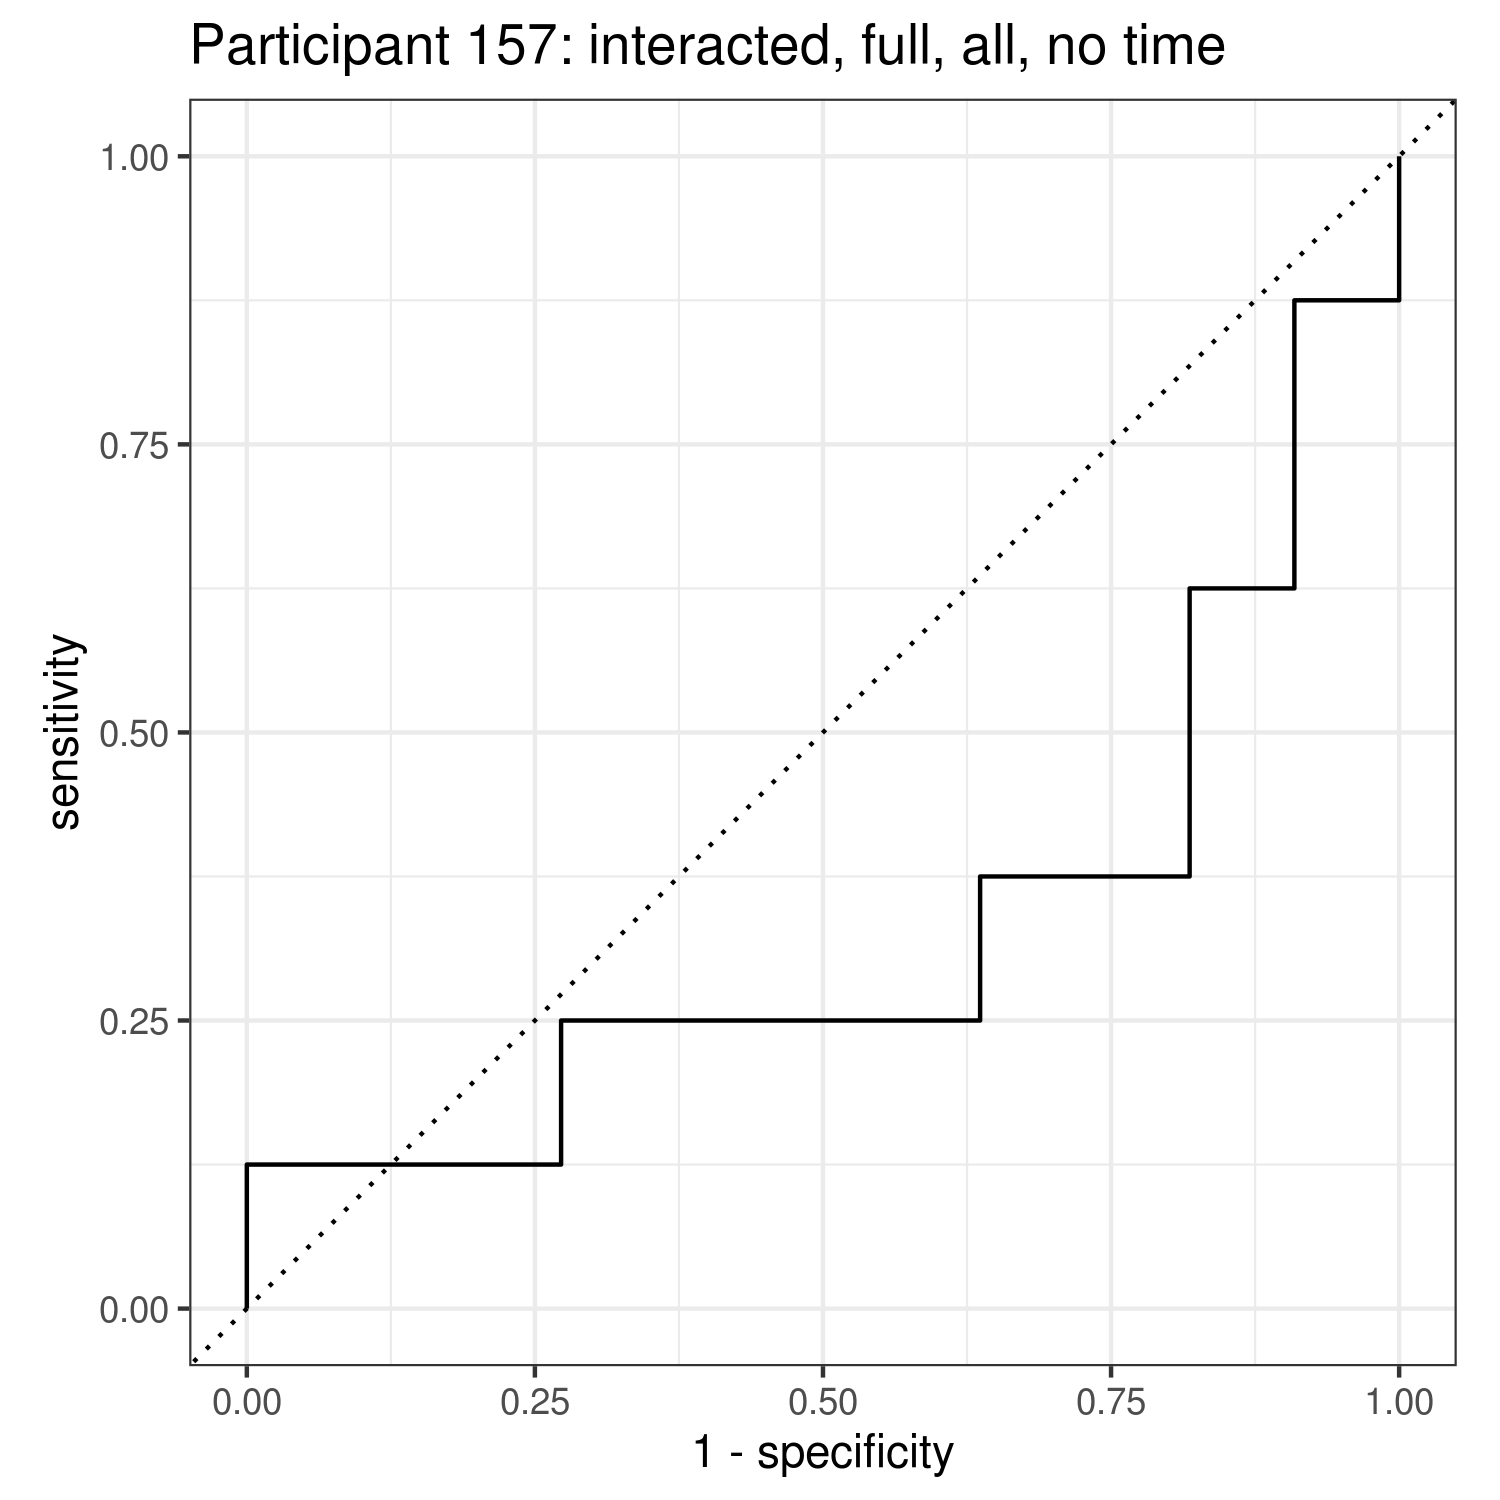 Participant 157: interacted, full, all, no time
1.00
0.75
0.50
0.25
0.00
sensitivity
0.00 0.25 0.50 0.75 1.00
1 - specificity